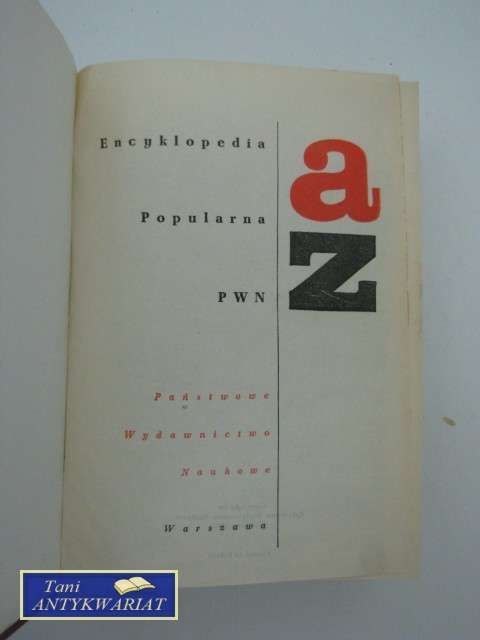 Encyklopedia
Popularna
PWN
a
z
Państwowe
Wydawnictwo
Naukowe
Warszawa
Tani
ANTYKWARIAT